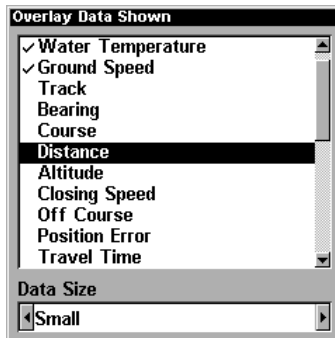 Overlay Data Shown
✓Water Temperature
✓Ground Speed
Track
Bearing
Course
Distance
Altitude
Closing Speed
Off Course
Position Error
Travel Time
Data Size
Small